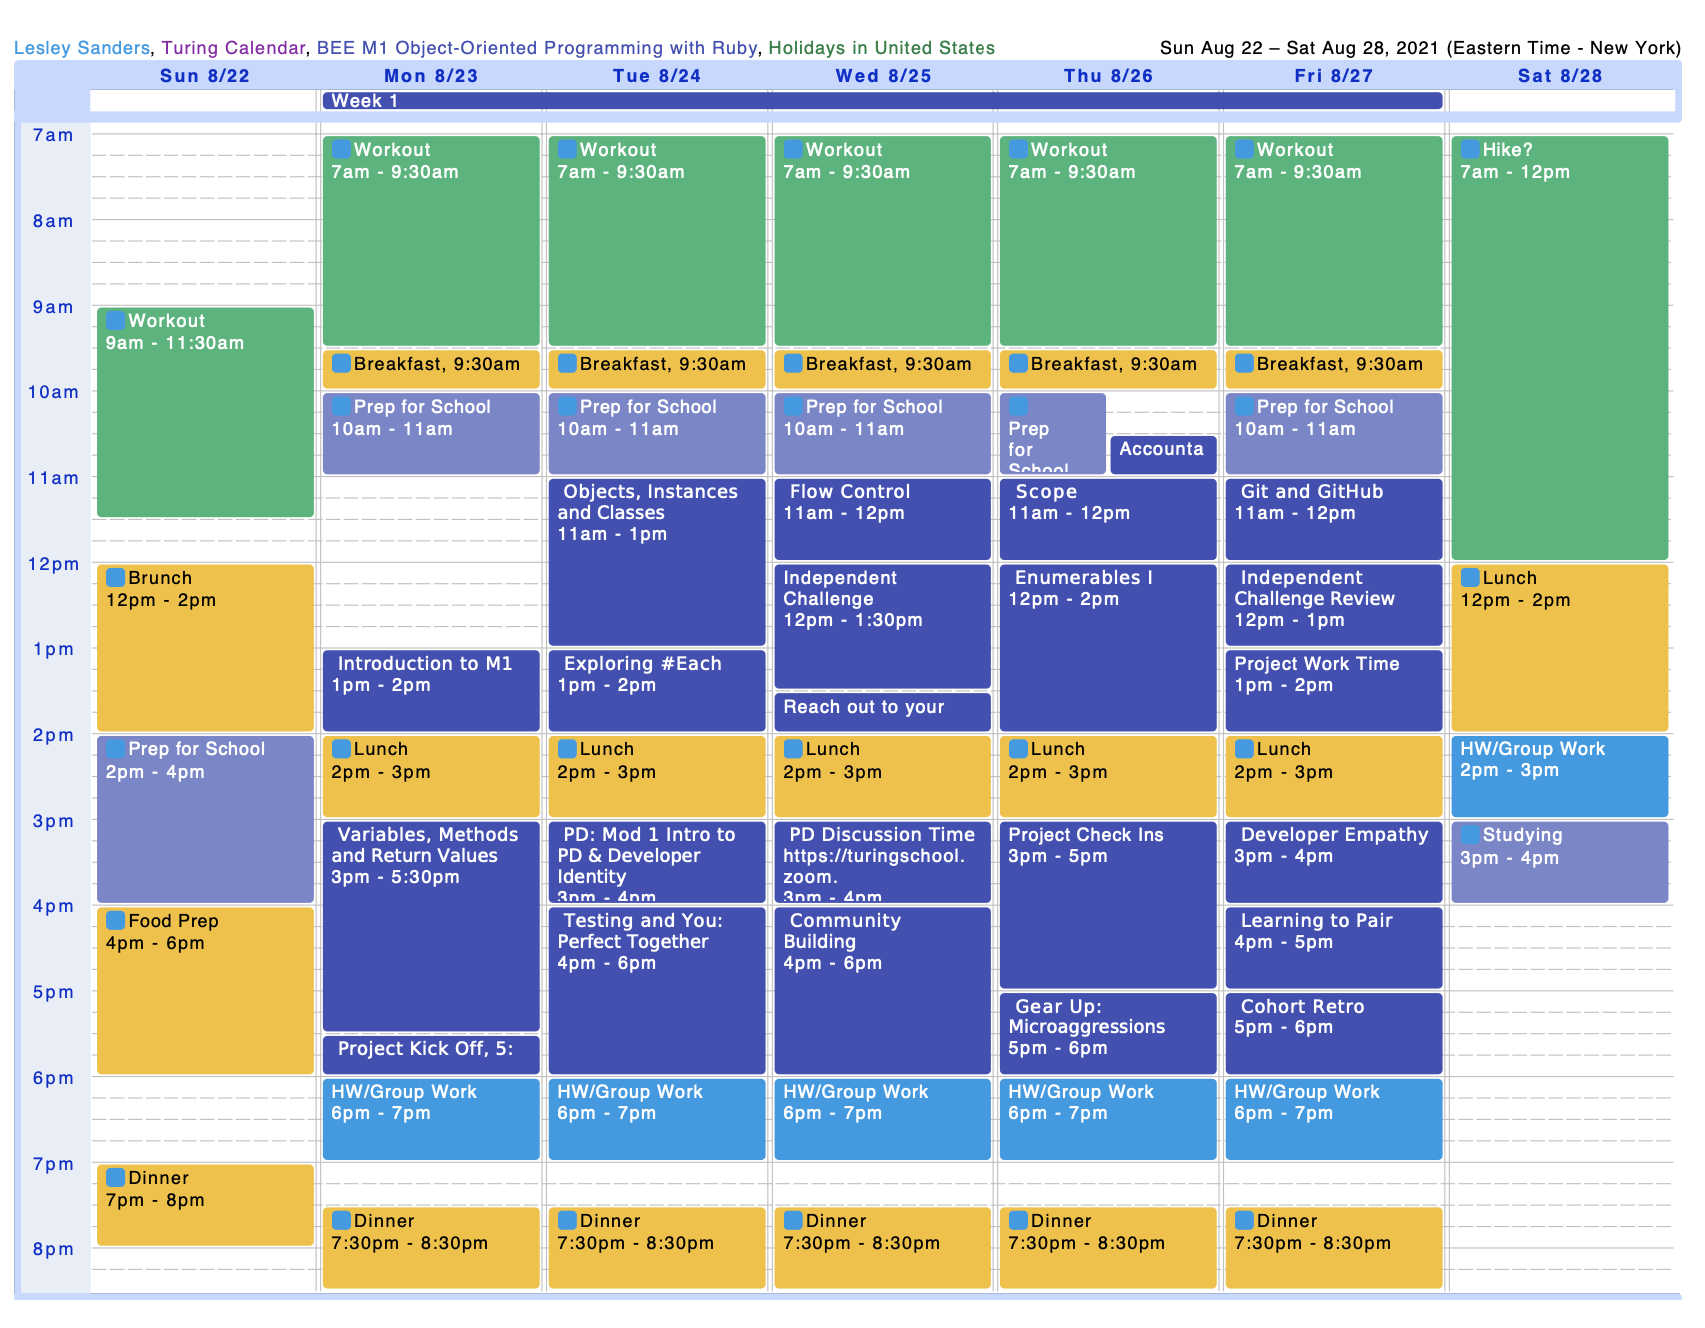 Lesley Sanders, Turing Calendar, BEE M1 Object-Oriented Programming with Ruby, Holidays in United States
Sun Aug 22 – Sat Aug 28, 2021 (Eastern Time - New York)
Sun 8/22
Mon 8/23
Tue 8/24
Wed 8/25
Thu 8/26
Fri 8/27
Sat 8/28
Week 1
7am
8am
9am
10am
11am
12pm
1pm
2pm
3pm
4pm
5pm
6pm
7pm
8pm
Workout
9am - 11:30am
Brunch
12pm - 2pm
Prep for School
2pm - 4pm
Food Prep
4pm - 6pm
Dinner
7pm - 8pm
Workout
7am - 9:30am
Breakfast, 9:30am
Prep for School
10am - 11am
Introduction to M1
1pm - 2pm
Lunch
2pm - 3pm
Variables, Methods
and Return Values
3pm - 5:30pm
Project Kick Off, 5:
HW/Group Work
6pm - 7pm
Dinner
7:30pm - 8:30pm
Workout
7am - 9:30am
Breakfast, 9:30am
Prep for School
10am - 11am
Objects, Instances
and Classes
11am - 1pm
Exploring #Each
1pm - 2pm
Lunch
2pm - 3pm
PD: Mod 1 Intro to
PD & Developer
Identity
3pm - 4pm
Testing and You:
Perfect Together
4pm - 6pm
HW/Group Work
6pm - 7pm
Dinner
7:30pm - 8:30pm
Workout
7am - 9:30am
Breakfast, 9:30am
Prep for School
10am - 11am
Flow Control
11am - 12pm
Independent
Challenge
12pm - 1:30pm
Reach out to your
Lunch
2pm - 3pm
PD Discussion Time
https://turingschool.
zoom.
3pm - 4pm
Community
Building
4pm - 6pm
HW/Group Work
6pm - 7pm
Dinner
7:30pm - 8:30pm
Workout
7am - 9:30am
Breakfast, 9:30am
Prep
for
School
Accounta
Scope
11am - 12pm
Enumerables I
12pm - 2pm
Lunch
2pm - 3pm
Project Check Ins
3pm - 5pm
Gear Up:
Microaggressions
5pm - 6pm
HW/Group Work
6pm - 7pm
Dinner
7:30pm - 8:30pm
Workout
7am - 9:30am
Breakfast, 9:30am
Prep for School
10am - 11am
Git and GitHub
11am - 12pm
Independent
Challenge Review
12pm - 1pm
Project Work Time
1pm - 2pm
Lunch
2pm - 3pm
Developer Empathy
3pm - 4pm
Learning to Pair
4pm - 5pm
Cohort Retro
5pm - 6pm
HW/Group Work
6pm - 7pm
Dinner
7:30pm - 8:30pm
Hike?
7am - 12pm
Lunch
12pm - 2pm
HW/Group Work
2pm - 3pm
Studying
3pm - 4pm